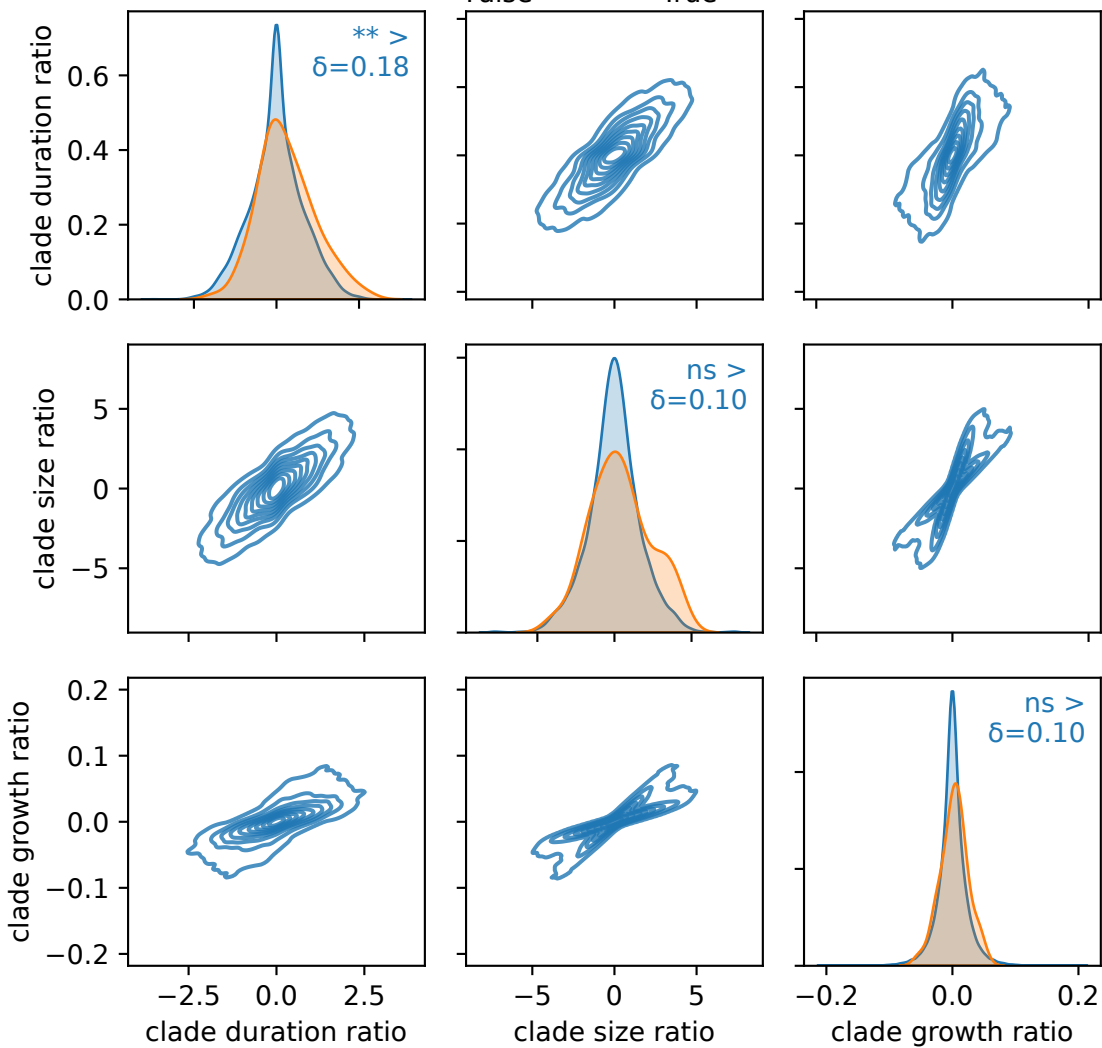 False True
clade duration ratio
0.6
0.4
0.2
0.0
** >
δ=0.18
clade size ratio
5
0
−5
ns >
δ=0.10
clade growth ratio
0.2
0.1
0.0
−0.1
−0.2
ns >
δ=0.10
−2.5 0.0 2.5
−5 0 5
−0.2 0.0 0.2
clade duration ratio
clade size ratio
clade growth ratio